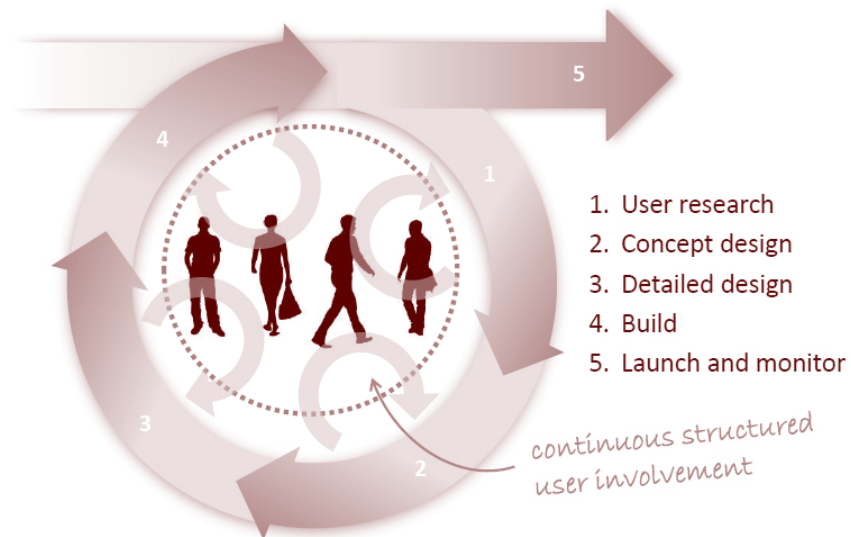 5
4
1
1. User research
2. Concept design
3. Detailed design
4. Build
5. Launch and monitor
3
2
continuous structured
user involvement